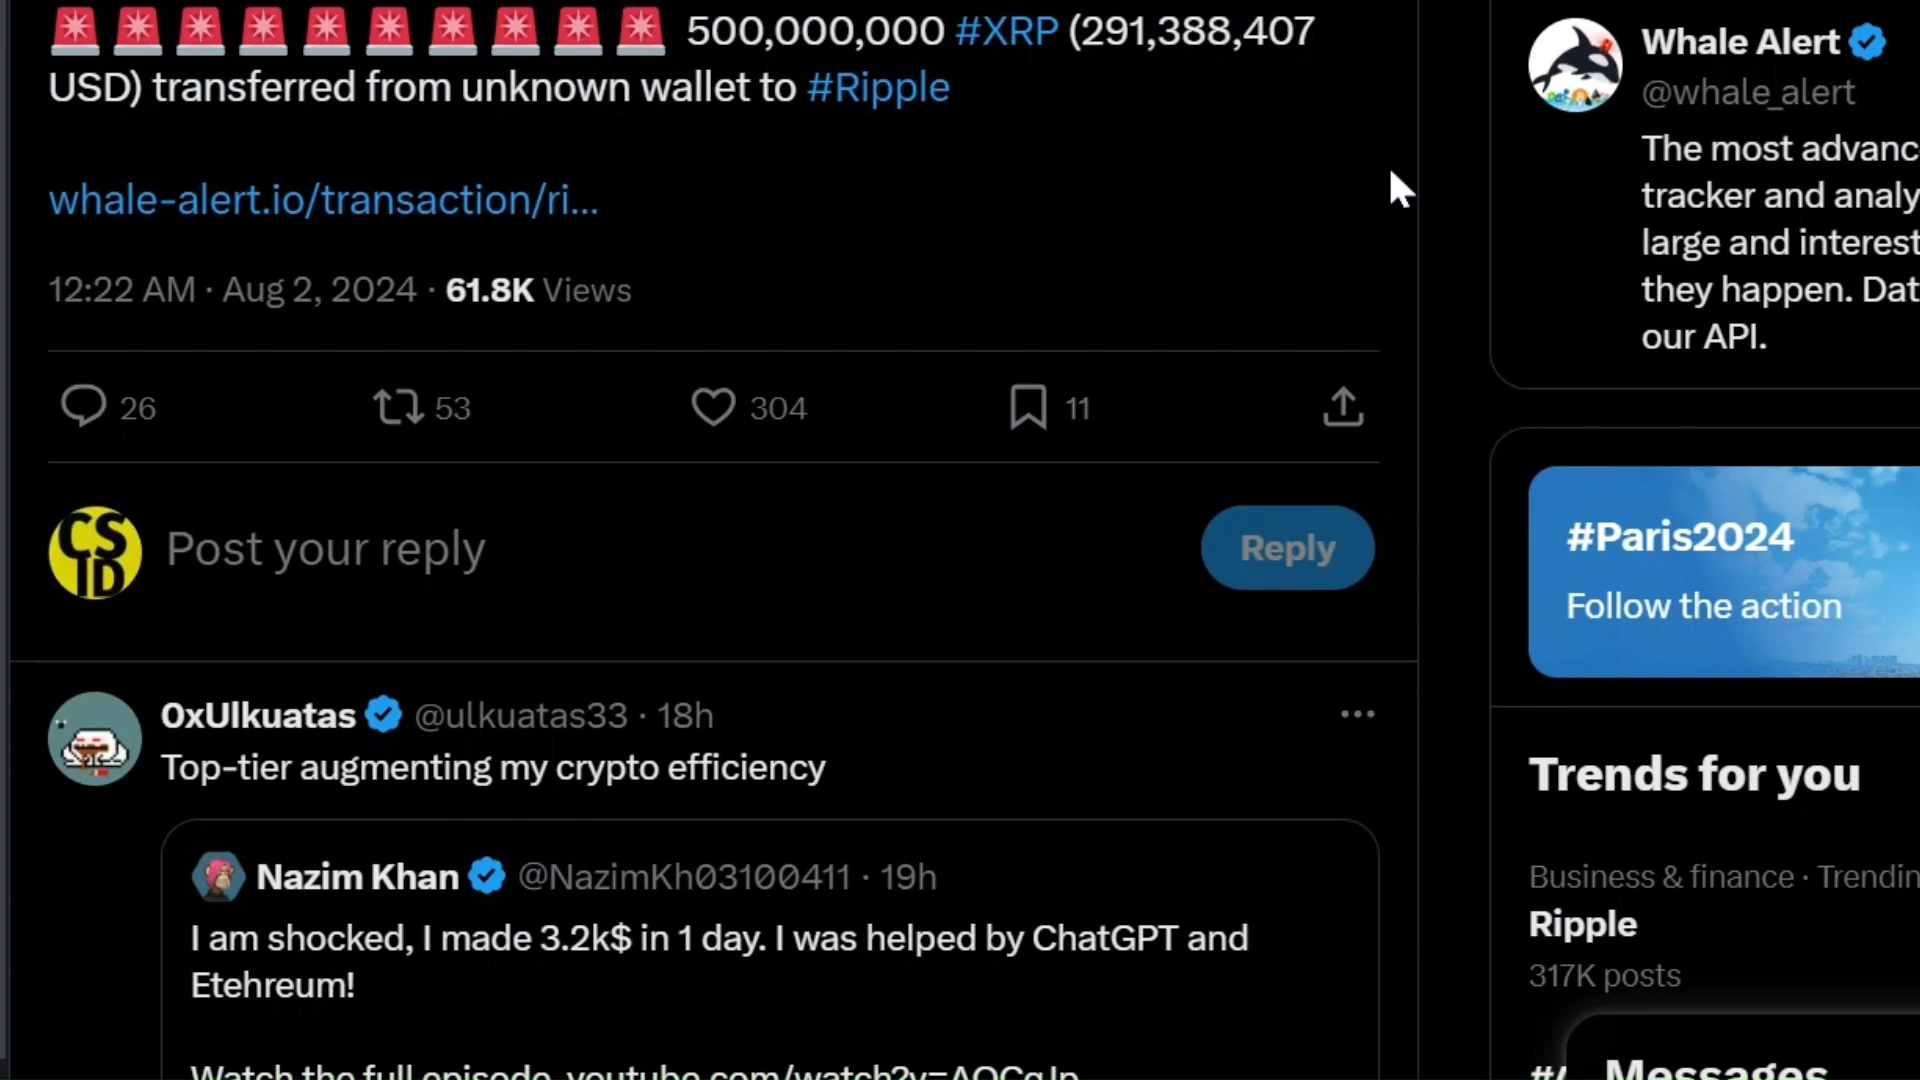 500,000,000 #XRP (291,388,407
USD) transferred from unknown wallet to #Ripple
whale-alert.io/transaction/ri...
12:22 AM · Aug 2, 2024 · 61.8K Views
26 53 304 11
CS
ID
Post your reply
Reply
0xUlkuatas @ulkuatas33 · 18h
Top-tier augmenting my crypto efficiency
Nazim Khan @NazimKh03100411 · 19h
I am shocked, I made 3.2k$ in 1 day. I was helped by ChatGPT and
Etehreum!
Watch the full episode
Whale Alert
@whale_alert
The most advanc
tracker and analy
large and interest
they happen. Dat
our API.
#Paris2024
Follow the action
Trends for you
Business & finance · Trendin
Ripple
317K posts
Messages